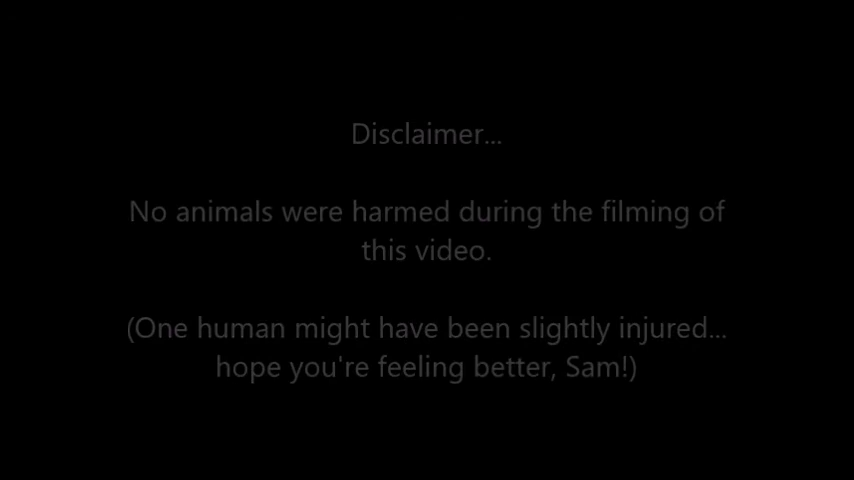 Disclaimer...
No animals were harmed during the filming of
this video.
(One human might have been slightly injured...
hope you're feeling better, Sam!)